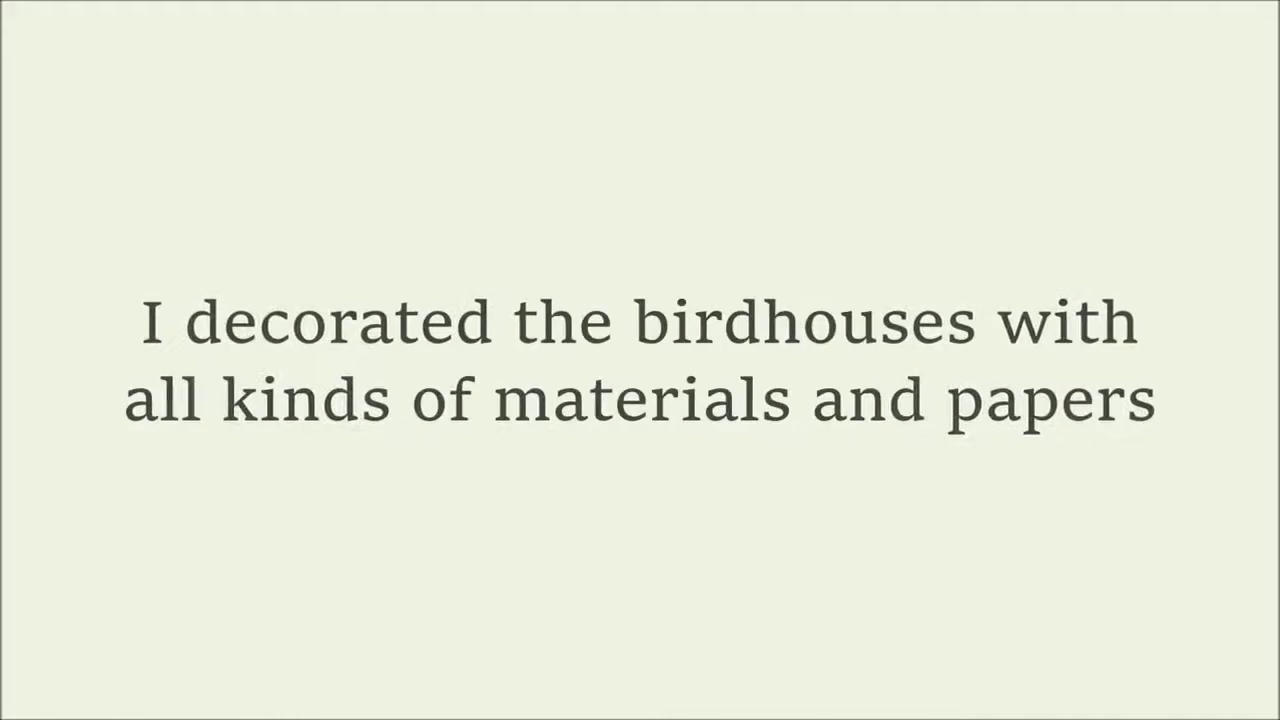 I decorated the birdhouses with
all kinds of materials and papers